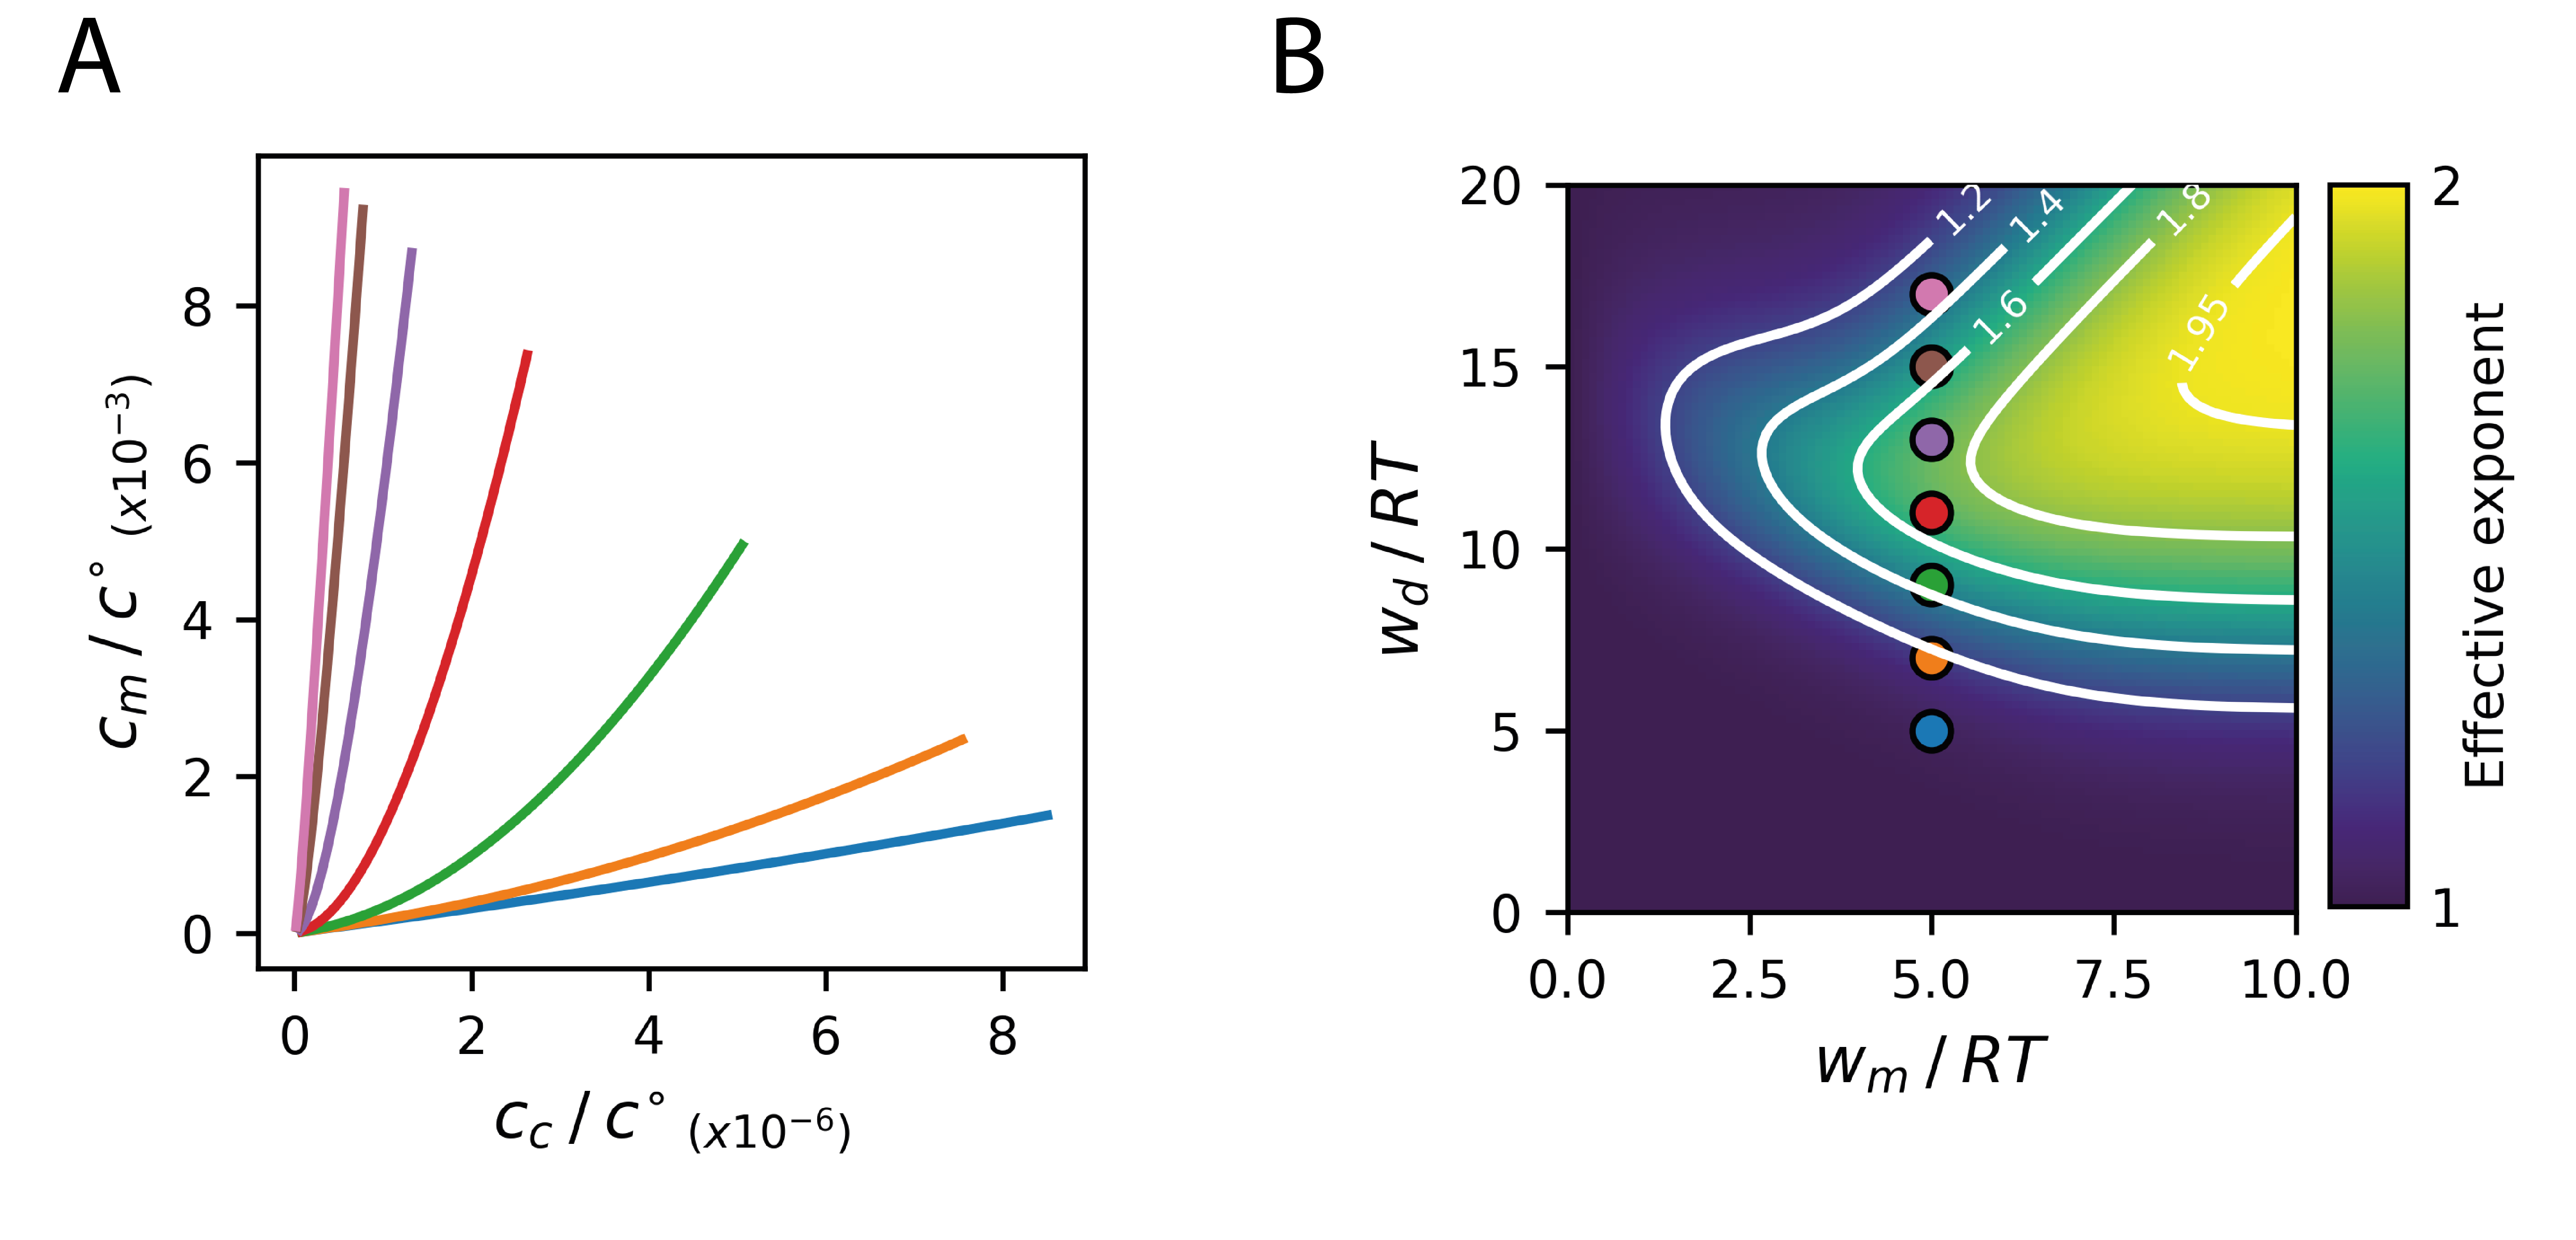 A
B
c_m / c° (x10⁻³)
8
6
4
2
0
0 2 4 6 8
c_c / c° (x10⁻⁶)
w_d / RT
20
15
10
5
0
0.0 2.5 5.0 7.5 10.0
w_m / RT
1.2
1.4
1.6
1.8
1.95
2
1
Effective exponent